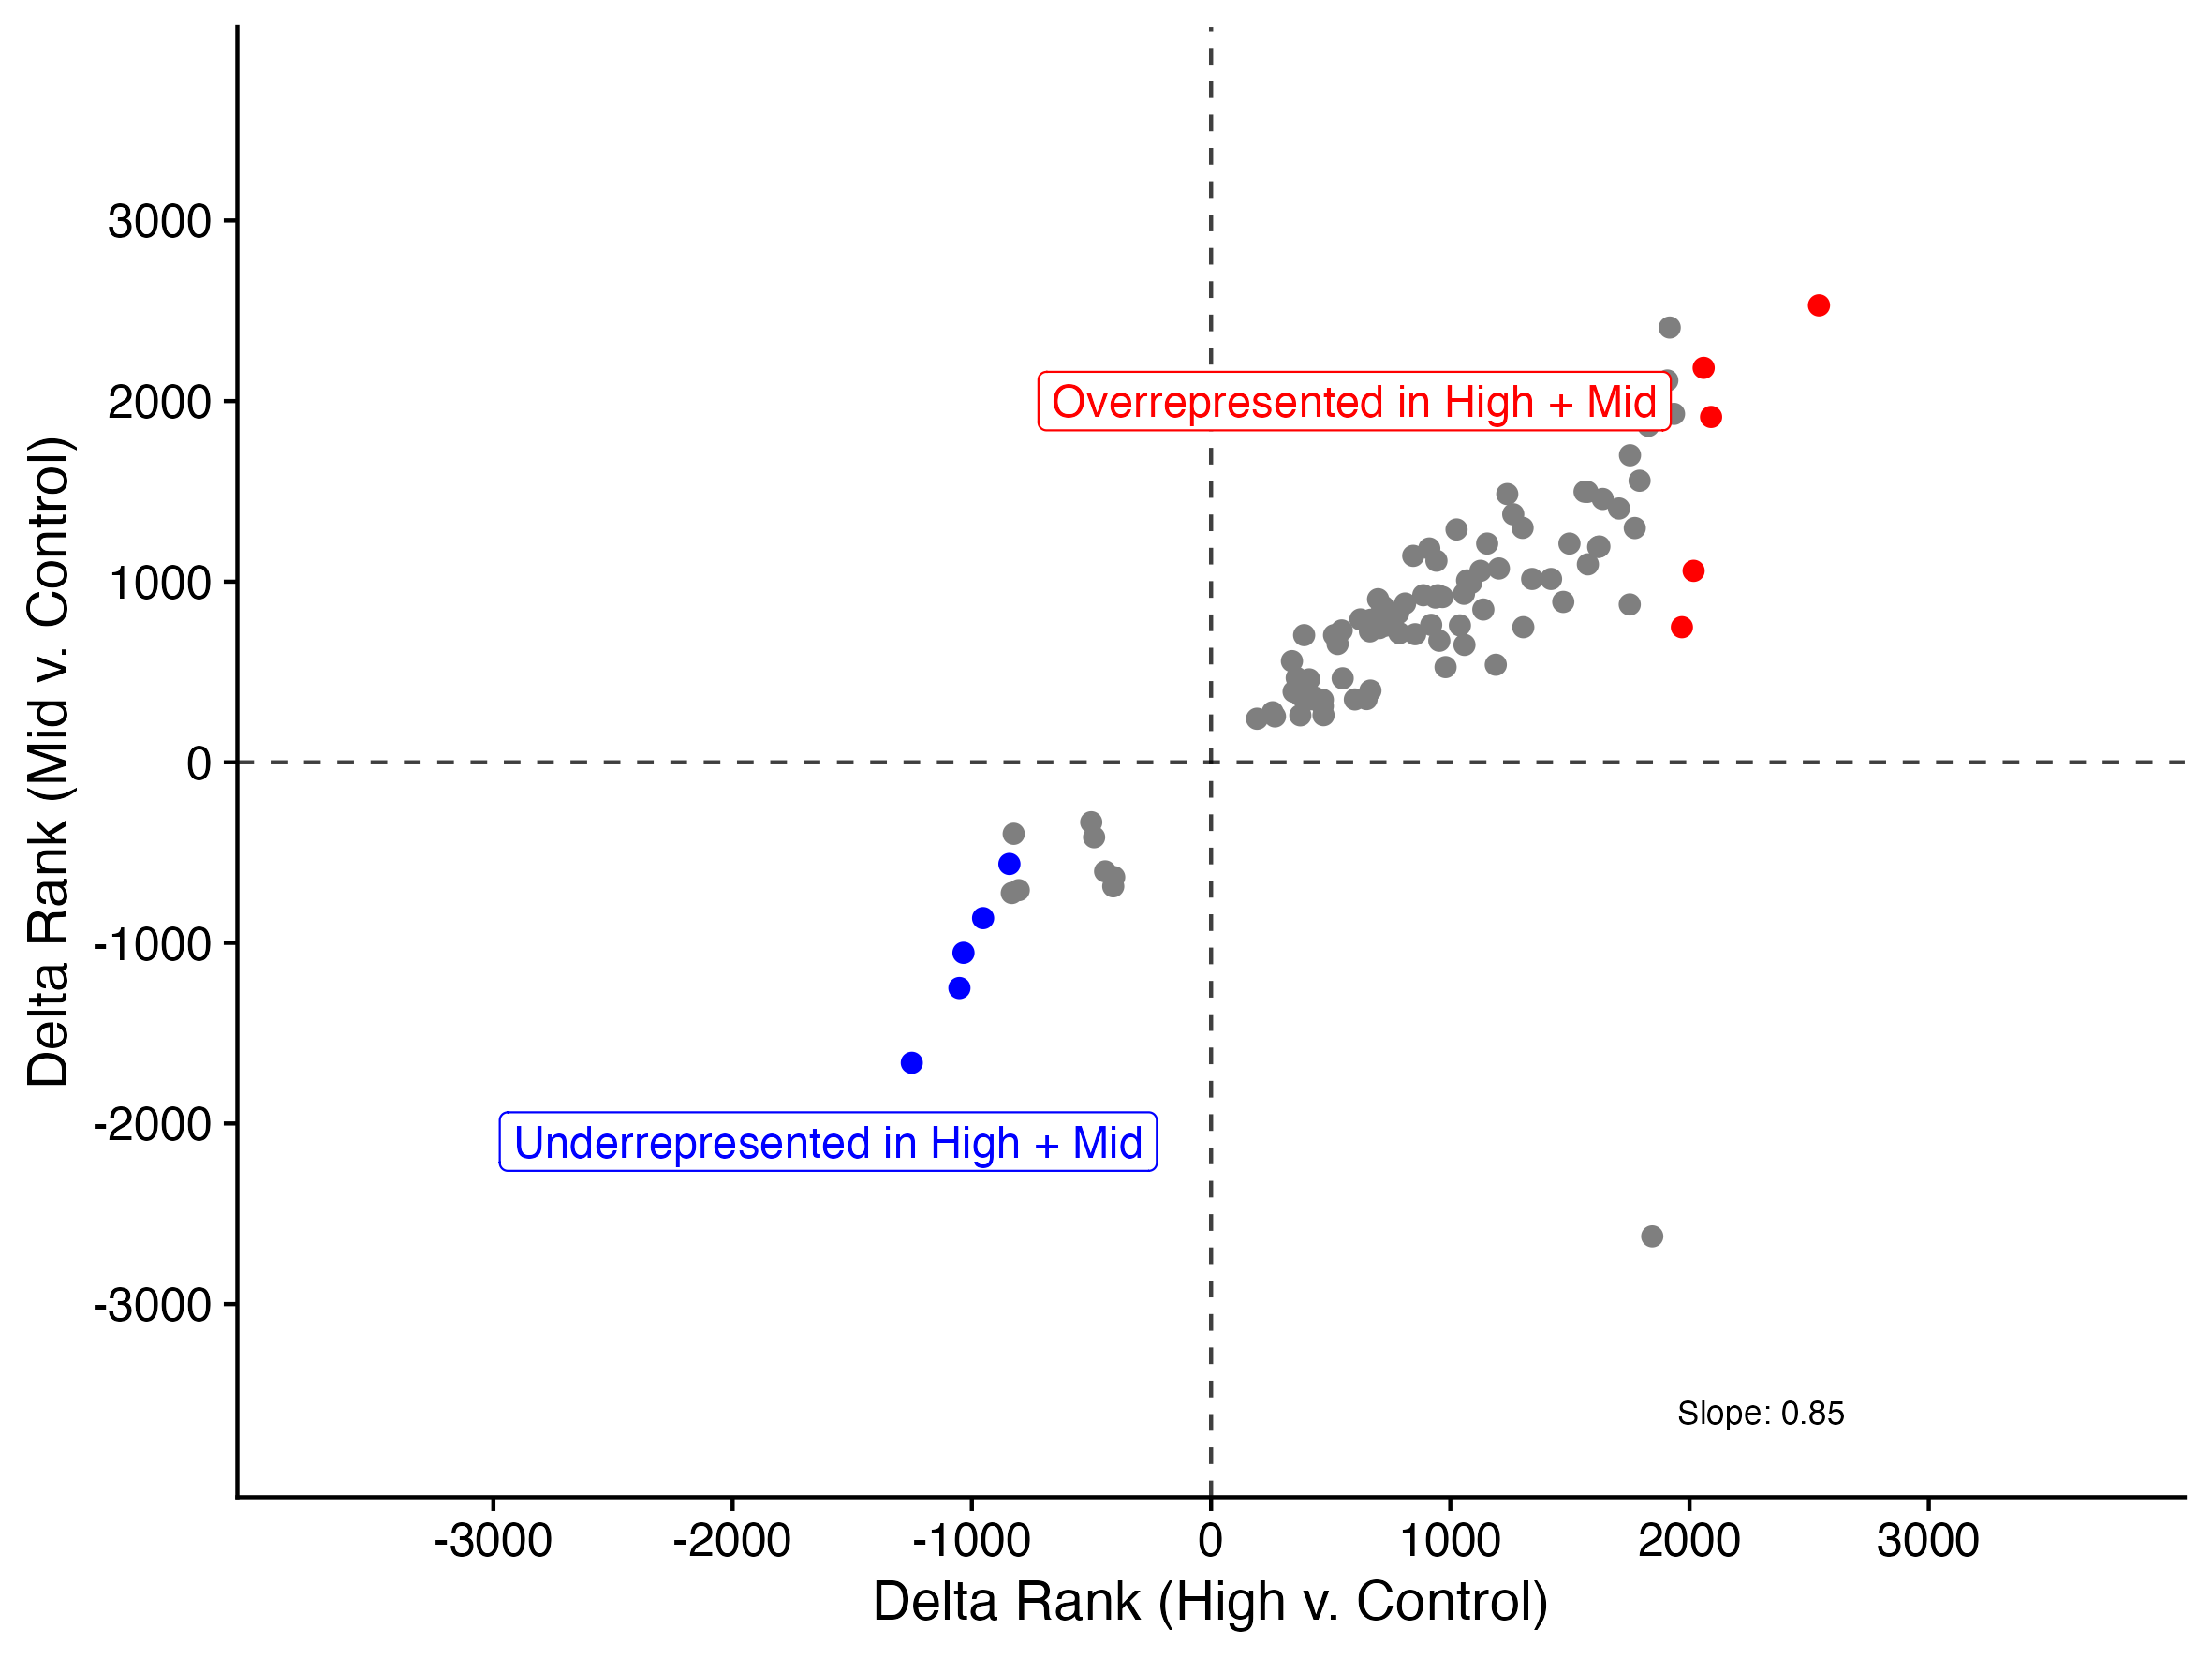 Delta Rank (Mid v. Control)
3000
2000
1000
0
-1000
-2000
-3000
Overrepresented in High + Mid
Underrepresented in High + Mid
Slope: 0.85
-3000 -2000 -1000 0 1000 2000 3000
Delta Rank (High v. Control)